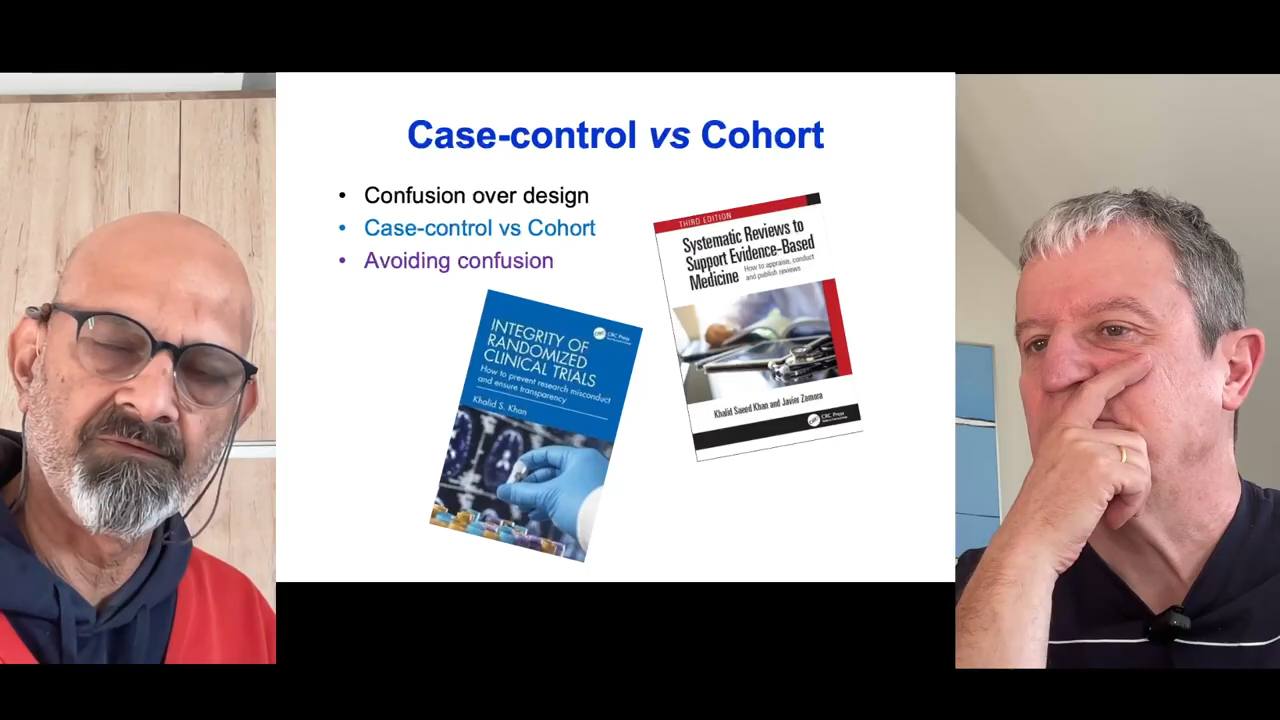 Case-control vs Cohort
• Confusion over design
• Case-control vs Cohort
• Avoiding confusion
THIRD EDITION
Systematic Reviews to
Support Evidence-Based
Medicine
How to appraise, conduct
and publish reviews
Khalid Saeed Khan and Javier Zamora
CRC Press
CRC Press
INTEGRITY OF
RANDOMIZED
CLINICAL TRIALS
How to prevent research misconduct
and ensure transparency
Khalid S. Khan